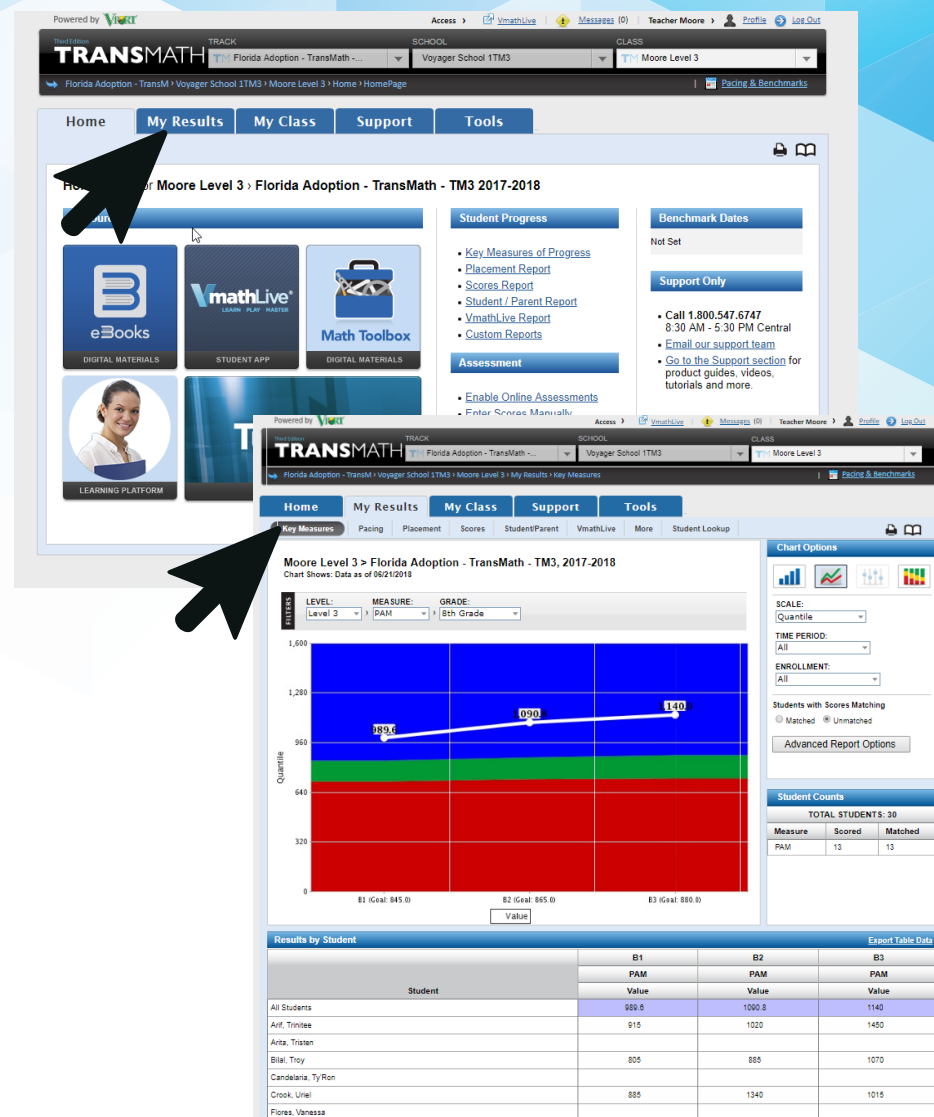 Powered by VPORT
Access › VmathLive Messages (0) Teacher Moore › Profile Log Out
Third Edition
TRANSMATH
TRACK
TM Florida Adoption - TransMath -...
SCHOOL
Voyager School 1TM3
CLASS
TM Moore Level 3
Florida Adoption - TransM › Voyager School 1TM3 › Moore Level 3 › Home › HomePage
Pacing & Benchmarks
Home My Results My Class Support Tools
Moore Level 3 › Florida Adoption - TransMath - TM3 2017-2018
eBooks
DIGITAL MATERIALS
VmathLive®
LEARN PLAY MASTER
STUDENT APP
Math Toolbox
DIGITAL MATERIALS
LEARNING PLATFORM
Student Progress
Key Measures of Progress
Placement Report
Scores Report
Student / Parent Report
VmathLive Report
Custom Reports
Assessment
Enable Online Assessments
Enter Scores Manually
Benchmark Dates
Not Set
Support Only
Call 1.800.547.6747
8:30 AM - 5:30 PM Central
Email our support team
Go to the Support section for
product guides, videos,
tutorials and more.
Powered by VPORT
Access › VmathLive Messages (0) Teacher Moore › Profile Log Out
Third Edition
TRANSMATH
TRACK
TM Florida Adoption - TransMath -...
SCHOOL
Voyager School 1TM3
CLASS
TM Moore Level 3
Florida Adoption - TransM › Voyager School 1TM3 › Moore Level 3 › My Results › Key Measures
Pacing & Benchmarks
Home My Results My Class Support Tools
Key Measures Pacing Placement Scores Student/Parent VmathLive More Student Lookup
Moore Level 3 > Florida Adoption - TransMath - TM3, 2017-2018
Chart Shows: Data as of 06/21/2018
FILTERS
LEVEL: MEASURE: GRADE:
Level 3 › PAM › 8th Grade
1,600
1,280
960
640
320
0
Quantile
989.6
090.
140.
B1 (Goal: 845.0) B2 (Goal: 865.0) B3 (Goal: 880.0)
Value
Chart Options
SCALE:
Quantile
TIME PERIOD:
All
ENROLLMENT:
All
Students with Scores Matching
Matched Unmatched
Advanced Report Options
Student Counts
TOTAL STUDENTS: 30
Measure Scored Matched
PAM 13 13
Results by Student Export Table Data
B1 B2 B3
PAM PAM PAM
Student Value Value Value
All Students 989.6 1090.8 1140
Arif, Trinitee 915 1020 1450
Arita, Tristen
Bilal, Troy 805 885 1070
Candelaria, Ty'Ron
Crook, Uriel 885 1340 1015
Flores, Vanessa